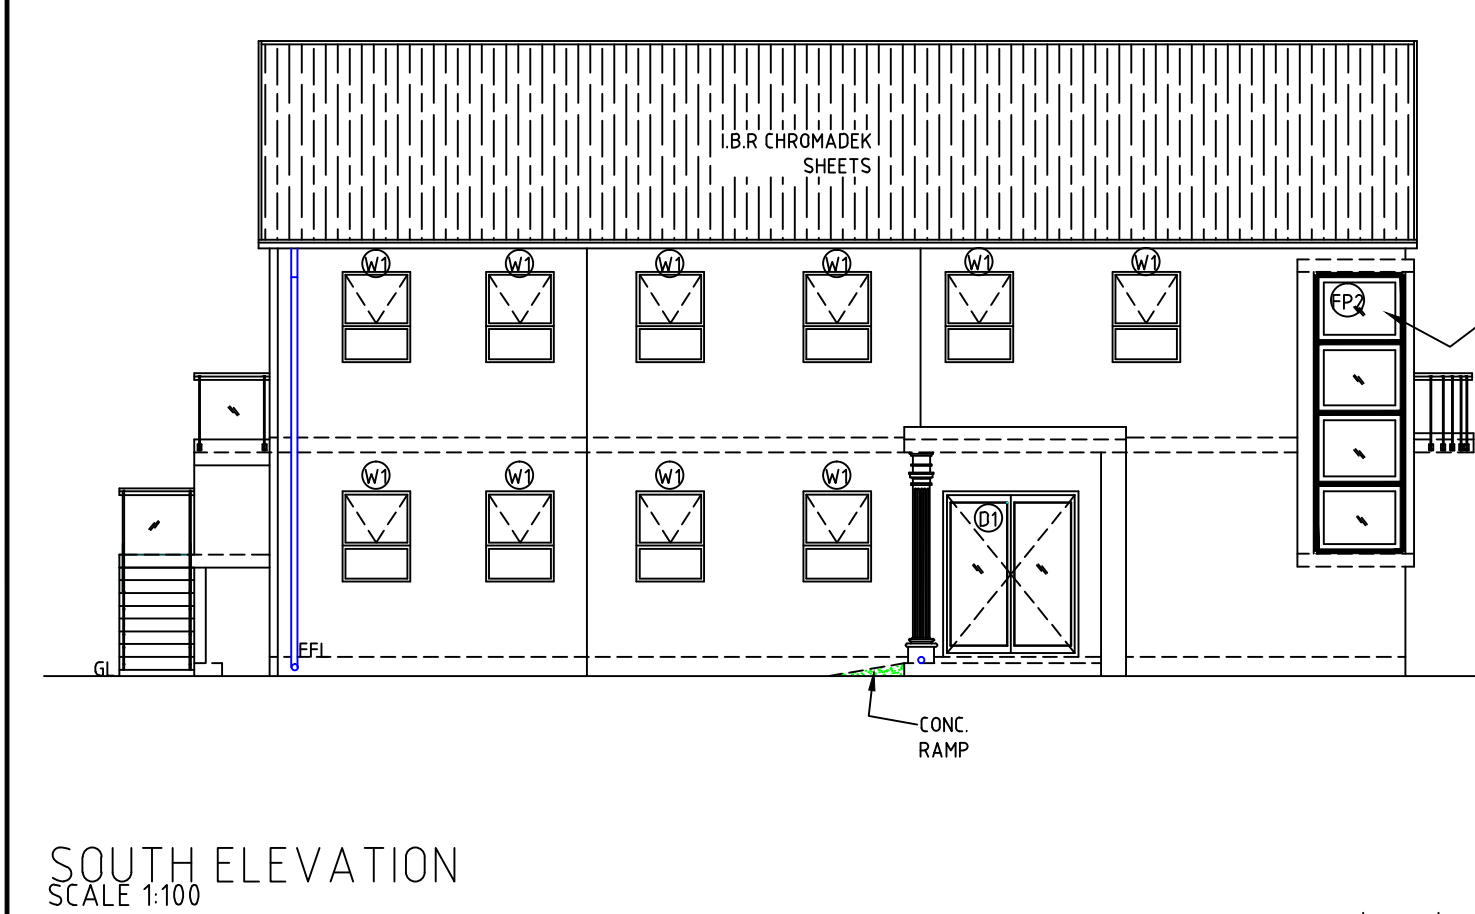 I.B.R CHROMADEK
SHEETS
W1 W1 W1 W1 W1 W1
FP2
W1 W1 W1 W1
D1
FFL
GL
CONC.
RAMP
SOUTH ELEVATION
SCALE 1:100